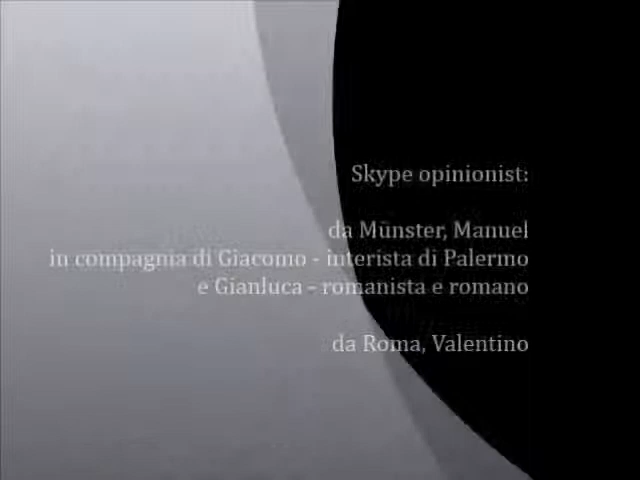 Skype opinionist:
da Münster, Manuel
in compagnia di Giacomo - interista di Palermo
e Gianluca - romanista e romano
da Roma, Valentino